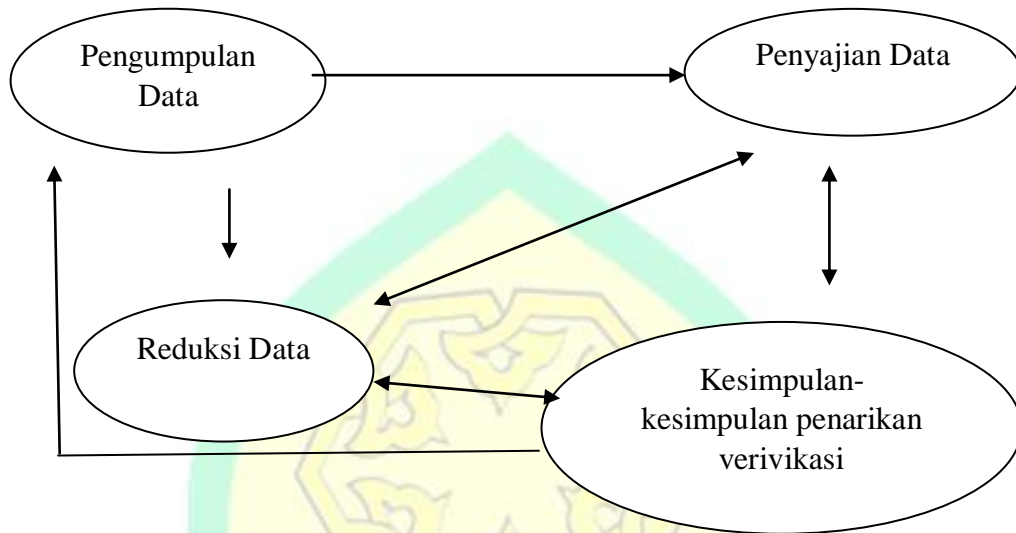 Pengumpulan
Data
Penyajian Data
Reduksi Data
Kesimpulan-
kesimpulan penarikan
verivikasi